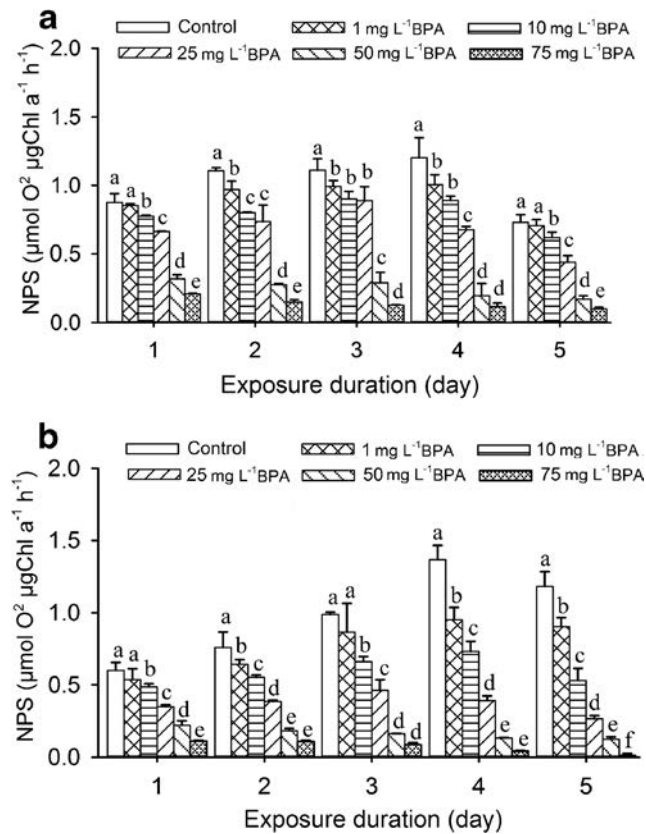 a
Control
1 mg L⁻¹BPA
10 mg L⁻¹BPA
25 mg L⁻¹BPA
50 mg L⁻¹BPA
75 mg L⁻¹BPA
NPS (µmol O² µgChl a⁻¹ h⁻¹)
2.0
1.5
1.0
0.5
0.0
a a b c d e
a b c c d e
a b b b d d
a b b c d e
a a b c d e
1 2 3 4 5
Exposure duration (day)
b
Control
1 mg L⁻¹BPA
10 mg L⁻¹BPA
25 mg L⁻¹BPA
50 mg L⁻¹BPA
75 mg L⁻¹BPA
NPS (µmol O² µgChl a⁻¹ h⁻¹)
2.0
1.5
1.0
0.5
0.0
a a b c d e
a b c d e e
a a b c d d
a b c d e e
a b c d e f
1 2 3 4 5
Exposure duration (day)